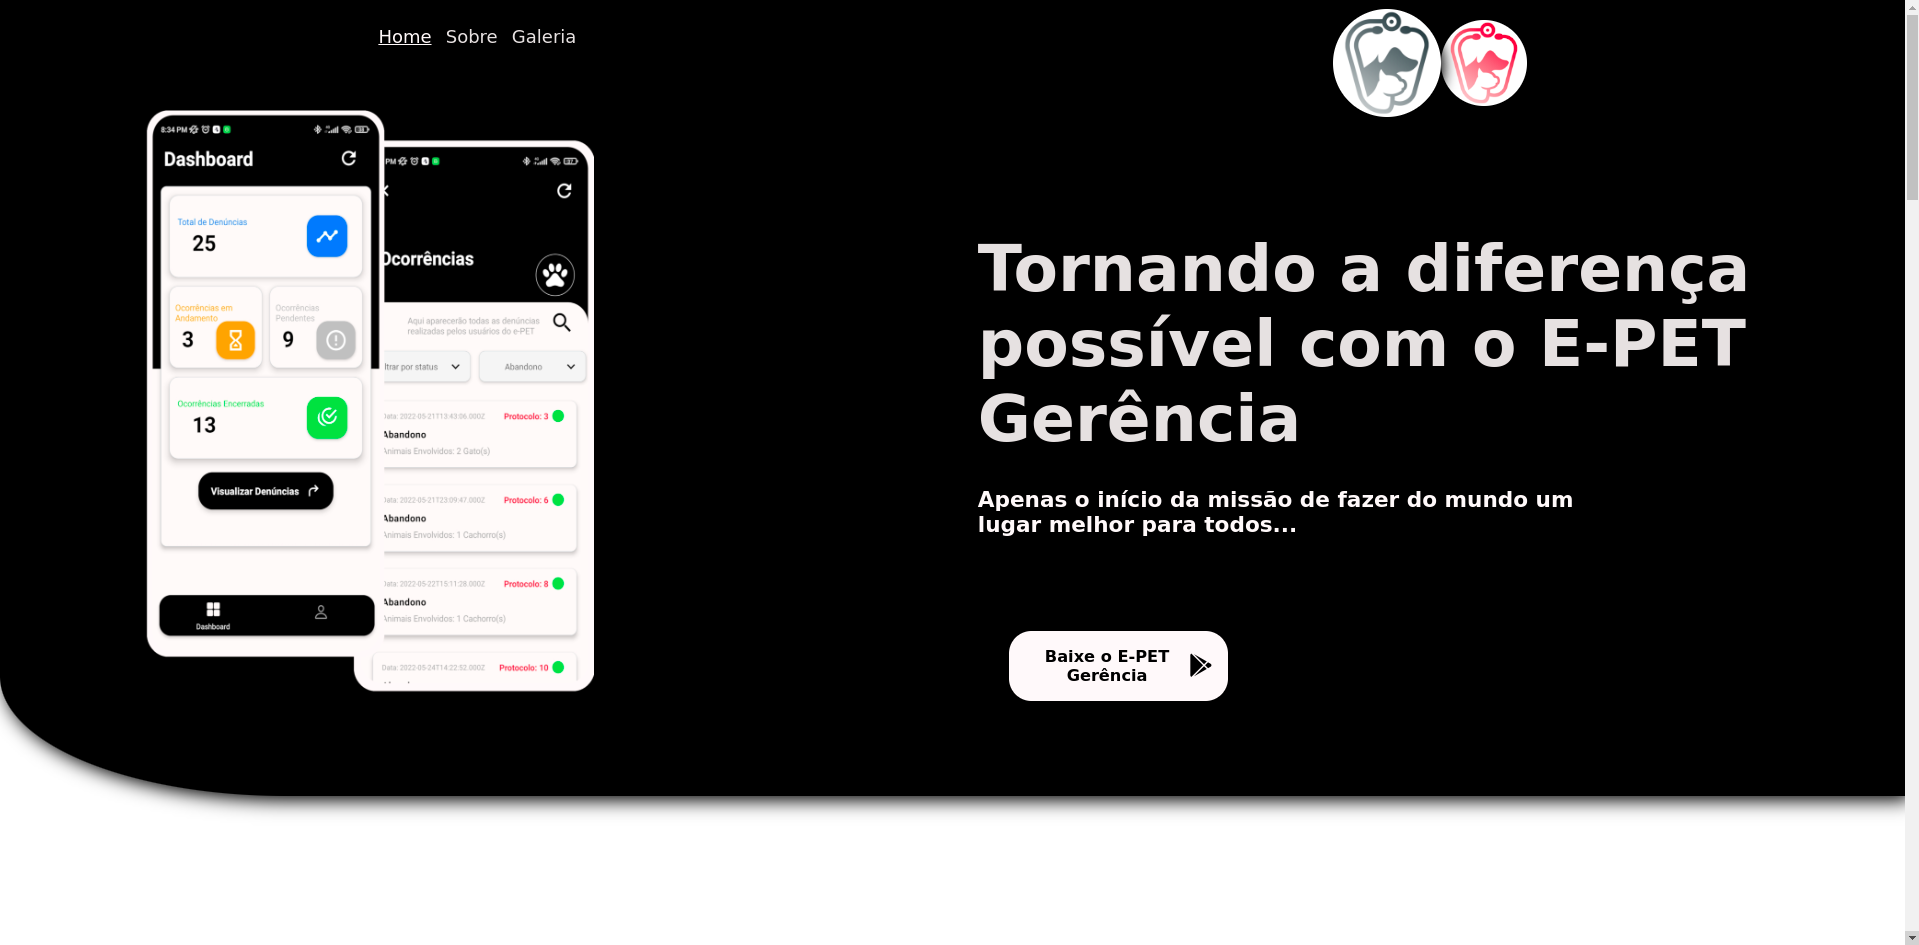 Home Sobre Galeria
8:34 PM
Dashboard
Total de Denúncias
25
Ocorrências em
Andamento
3
Ocorrências
Pendentes
9
Ocorrências Encerradas
13
Visualizar Denúncias
Dashboard
PM
Ocorrências
Aqui aparecerão todas as denúncias
realizadas pelos usuários do e-PET
ltrar por status
Abandono
Data: 2022-05-21T13:43:06.000Z Protocolo: 3
Abandono
Animais Envolvidos: 2 Gato(s)
Data: 2022-05-21T23:09:47.000Z Protocolo: 6
Abandono
Animais Envolvidos: 1 Cachorro(s)
Data: 2022-05-22T15:11:28.000Z Protocolo: 8
Abandono
Animais Envolvidos: 1 Cachorro(s)
Data: 2022-05-24T14:22:52.000Z Protocolo: 10
Tornando a diferença
possível com o E-PET
Gerência
Apenas o início da missão de fazer do mundo um
lugar melhor para todos...
Baixe o E-PET
Gerência